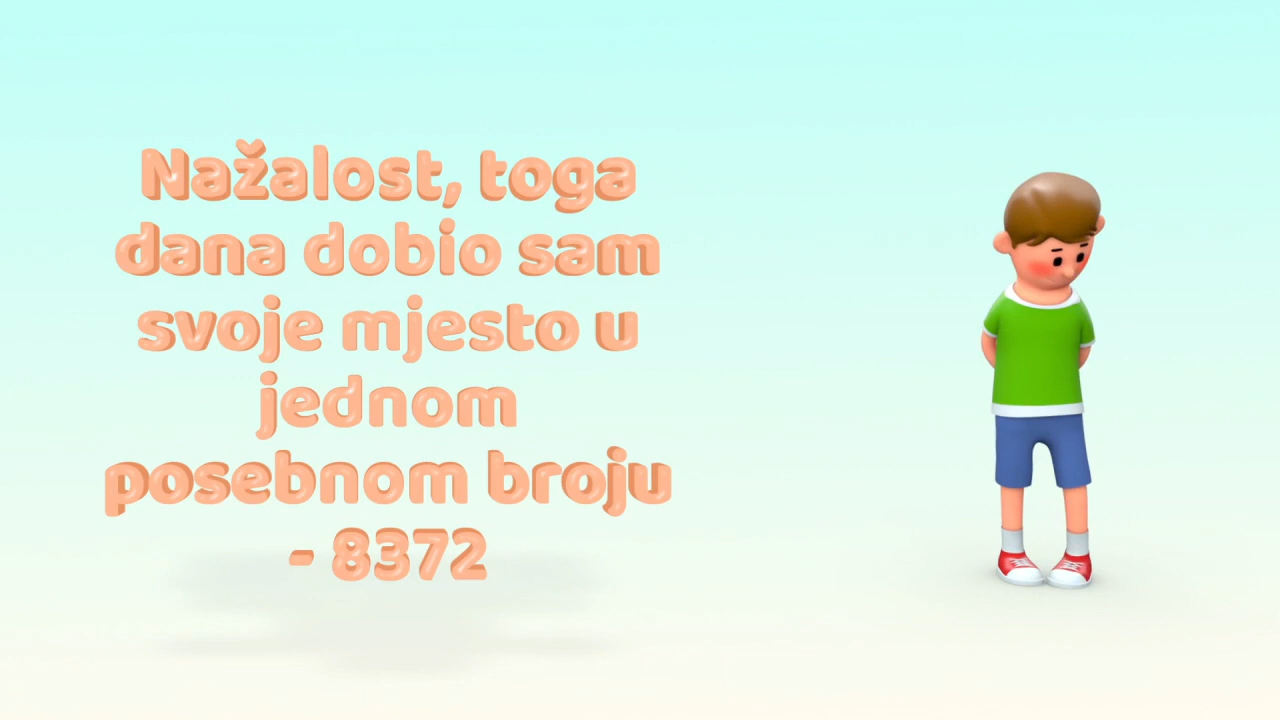 Nažalost, toga
dana dobio sam
svoje mjesto u
jednom
posebnom broju
- 8372